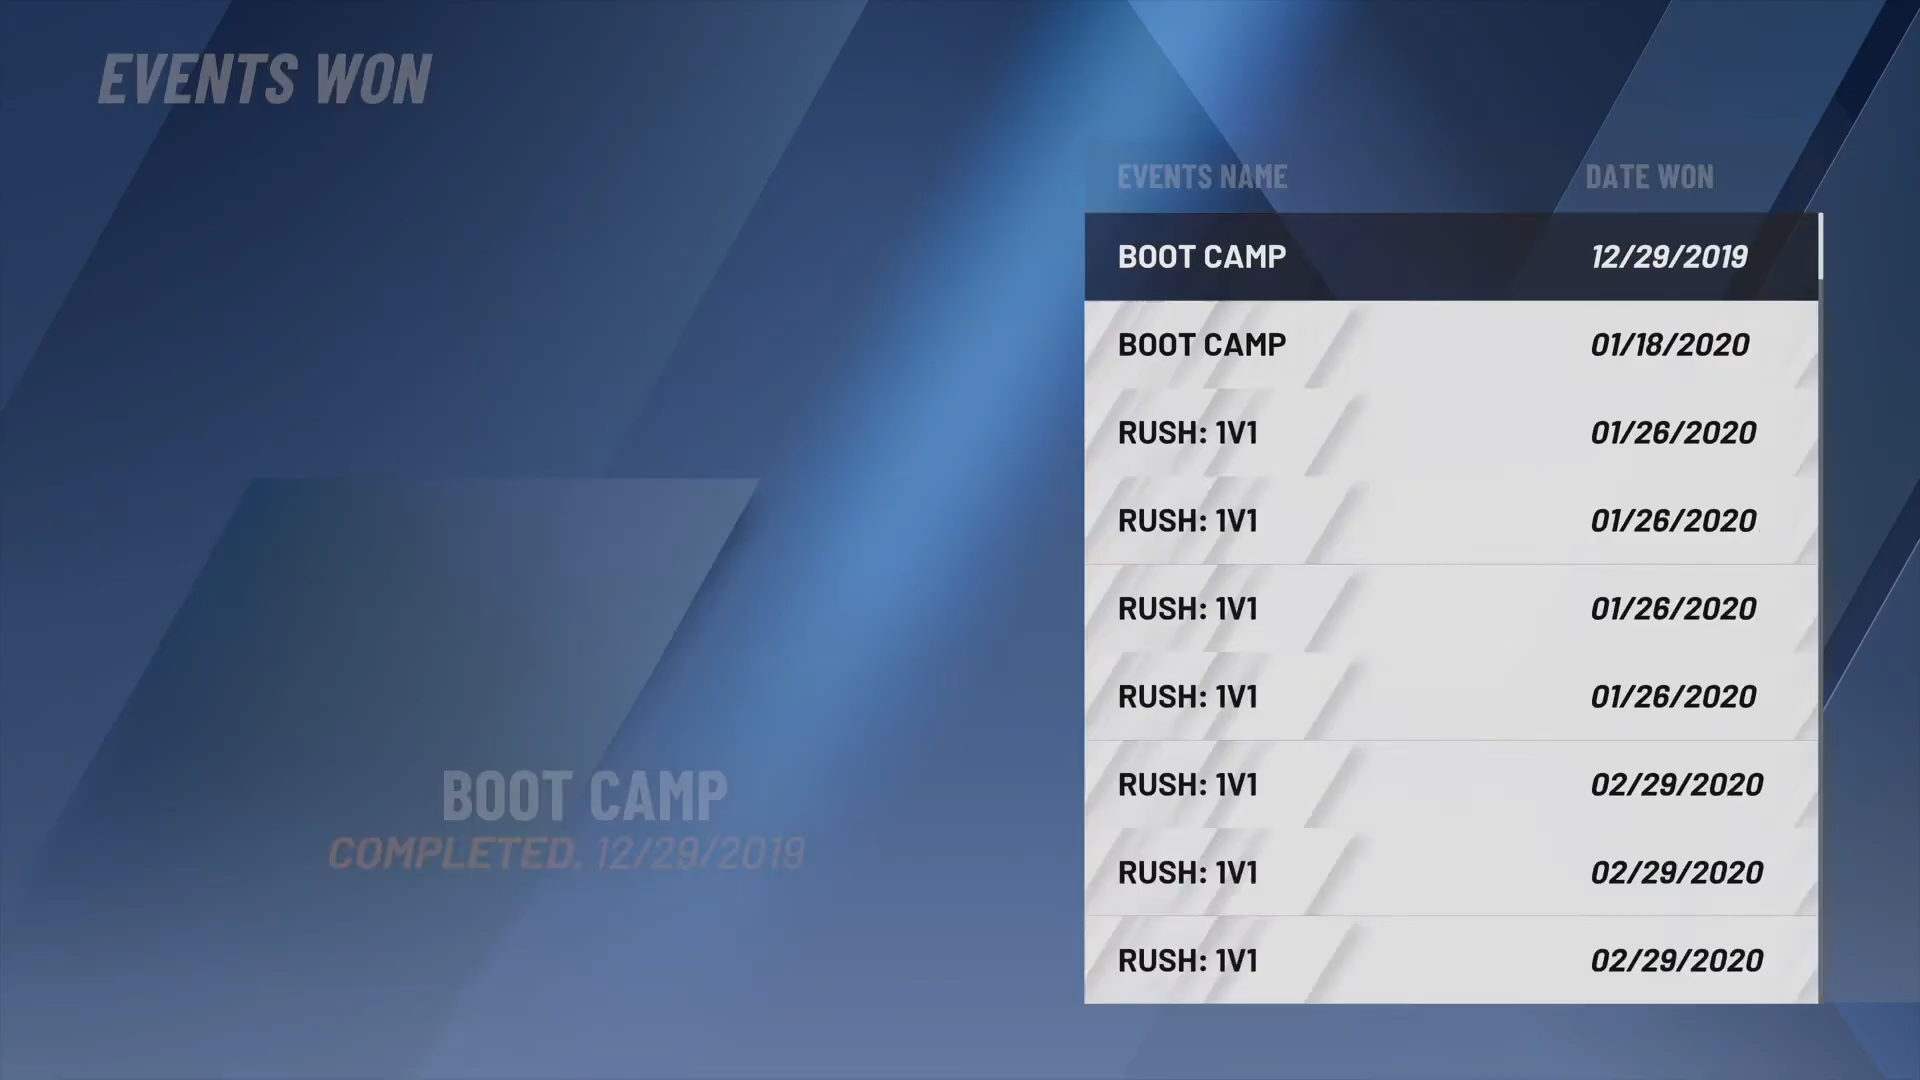 EVENTS WON
EVENTS NAME DATE WON
BOOT CAMP 12/29/2019
BOOT CAMP 01/18/2020
RUSH: 1V1 01/26/2020
RUSH: 1V1 01/26/2020
RUSH: 1V1 01/26/2020
RUSH: 1V1 01/26/2020
RUSH: 1V1 02/29/2020
RUSH: 1V1 02/29/2020
RUSH: 1V1 02/29/2020
BOOT CAMP
COMPLETED. 12/29/2019